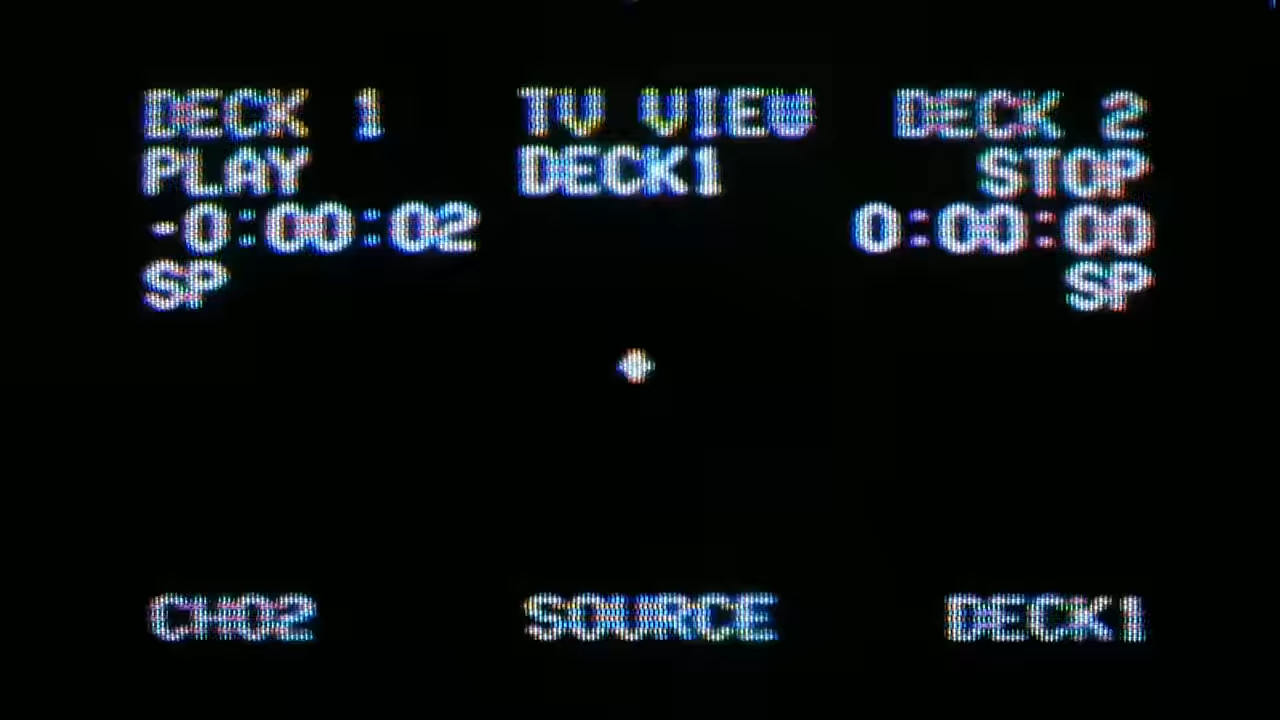 DECK 1 TV VIEW DECK 2
PLAY DECK1 STOP
-0:00:02 0:00:00
SP SP
CH02 SOURCE DECK1